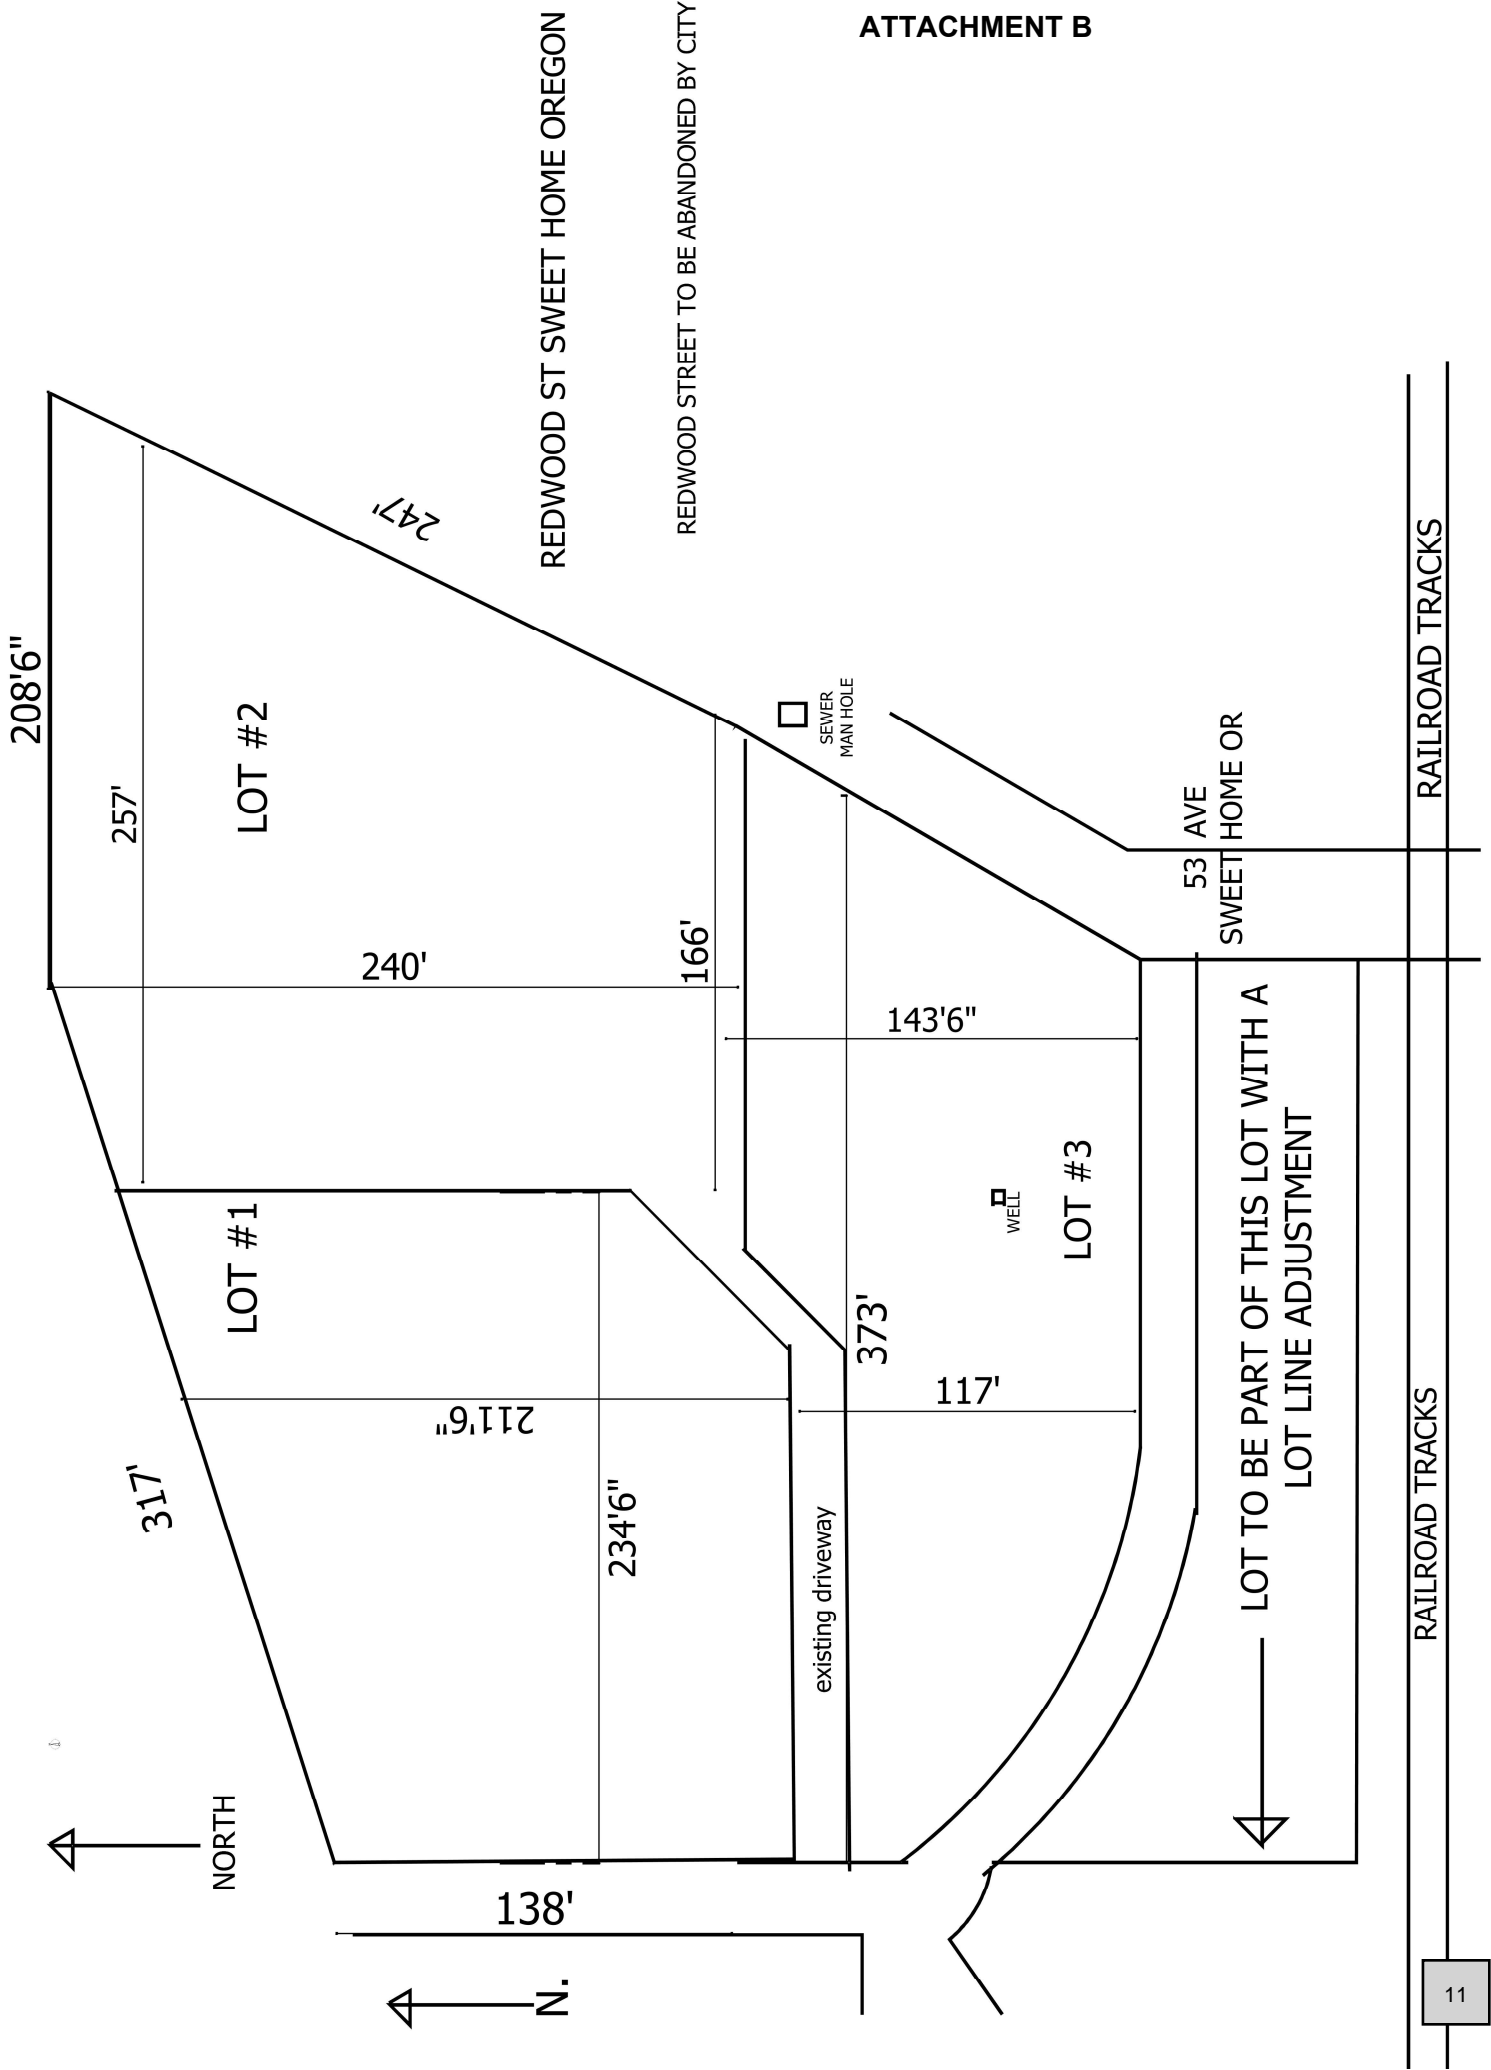 ATTACHMENT B
REDWOOD ST SWEET HOME OREGON
REDWOOD STREET TO BE ABANDONED BY CITY
208'6"
247'
257'
LOT #2
240'
166'
SEWER
MAN HOLE
53 AVE
SWEET HOME OR
RAILROAD TRACKS
143'6"
LOT #1
WELL
LOT #3
211'6"
373'
117'
317'
234'6"
existing driveway
LOT TO BE PART OF THIS LOT WITH A
LOT LINE ADJUSTMENT
RAILROAD TRACKS
NORTH
138'
N.
11